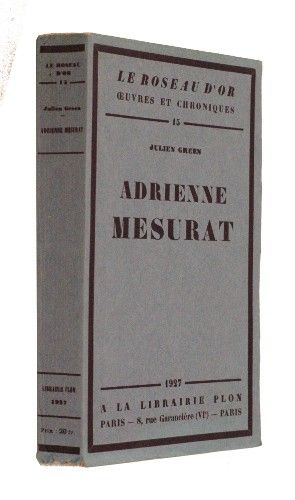 LE ROSEAU D'OR
15
Julien Green
ADRIENNE MESURAT
LIBRAIRIE PLON
1927
LE ROSEAU D'OR
ŒUVRES ET CHRONIQUES
15
JULIEN GREEN
ADRIENNE
MESURAT
1927
A LA LIBRAIRIE PLON
PARIS – 8, rue Garancière (VIe) – PARIS